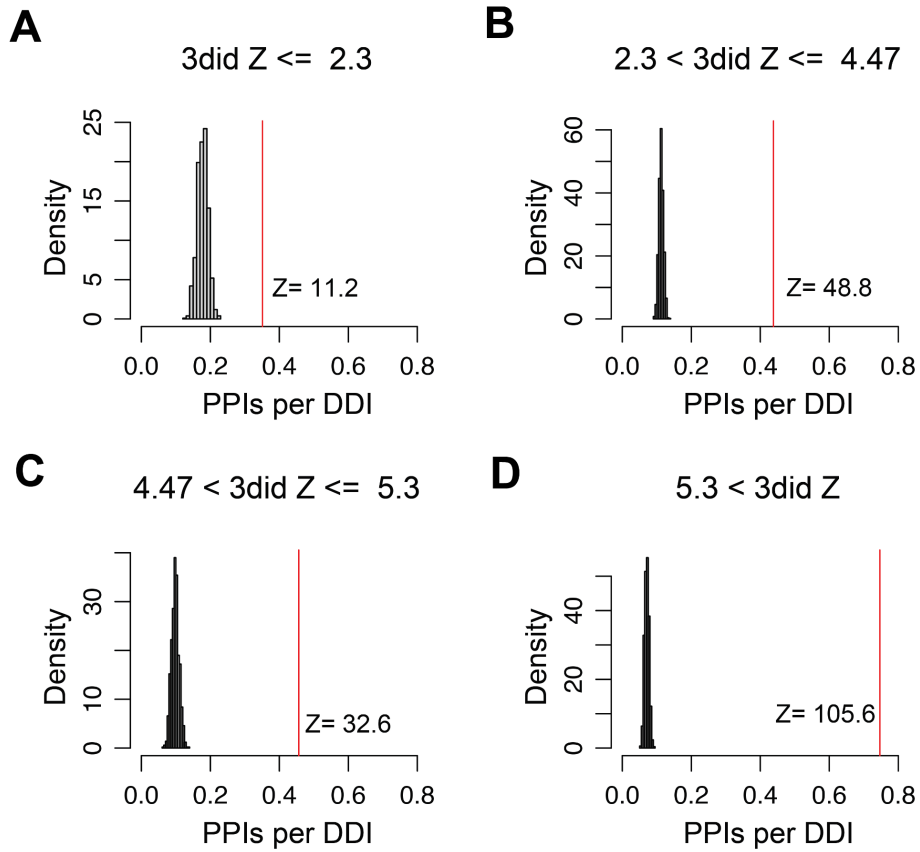 A
3did Z <= 2.3
25
15
5
0
Density
Z= 11.2
0.0 0.2 0.4 0.6 0.8
PPIs per DDI
B
2.3 < 3did Z <= 4.47
60
40
20
0
Density
Z= 48.8
0.0 0.2 0.4 0.6 0.8
PPIs per DDI
C
4.47 < 3did Z <= 5.3
30
10
0
Density
Z= 32.6
0.0 0.2 0.4 0.6 0.8
PPIs per DDI
D
5.3 < 3did Z
40
20
0
Density
Z= 105.6
0.0 0.2 0.4 0.6 0.8
PPIs per DDI